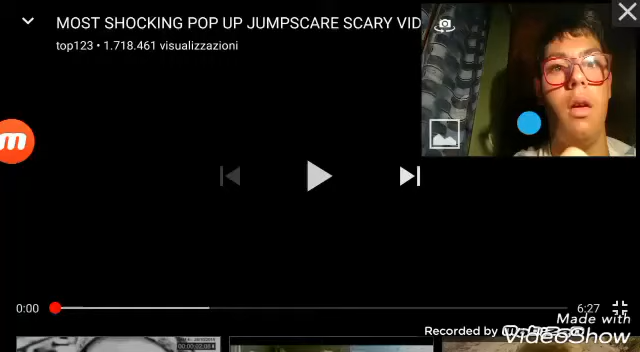 MOST SHOCKING POP UP JUMPSCARE SCARY VID
top123 • 1.718.461 visualizzazioni
0:00
6:27
Made with
Recorded by
VideoShow